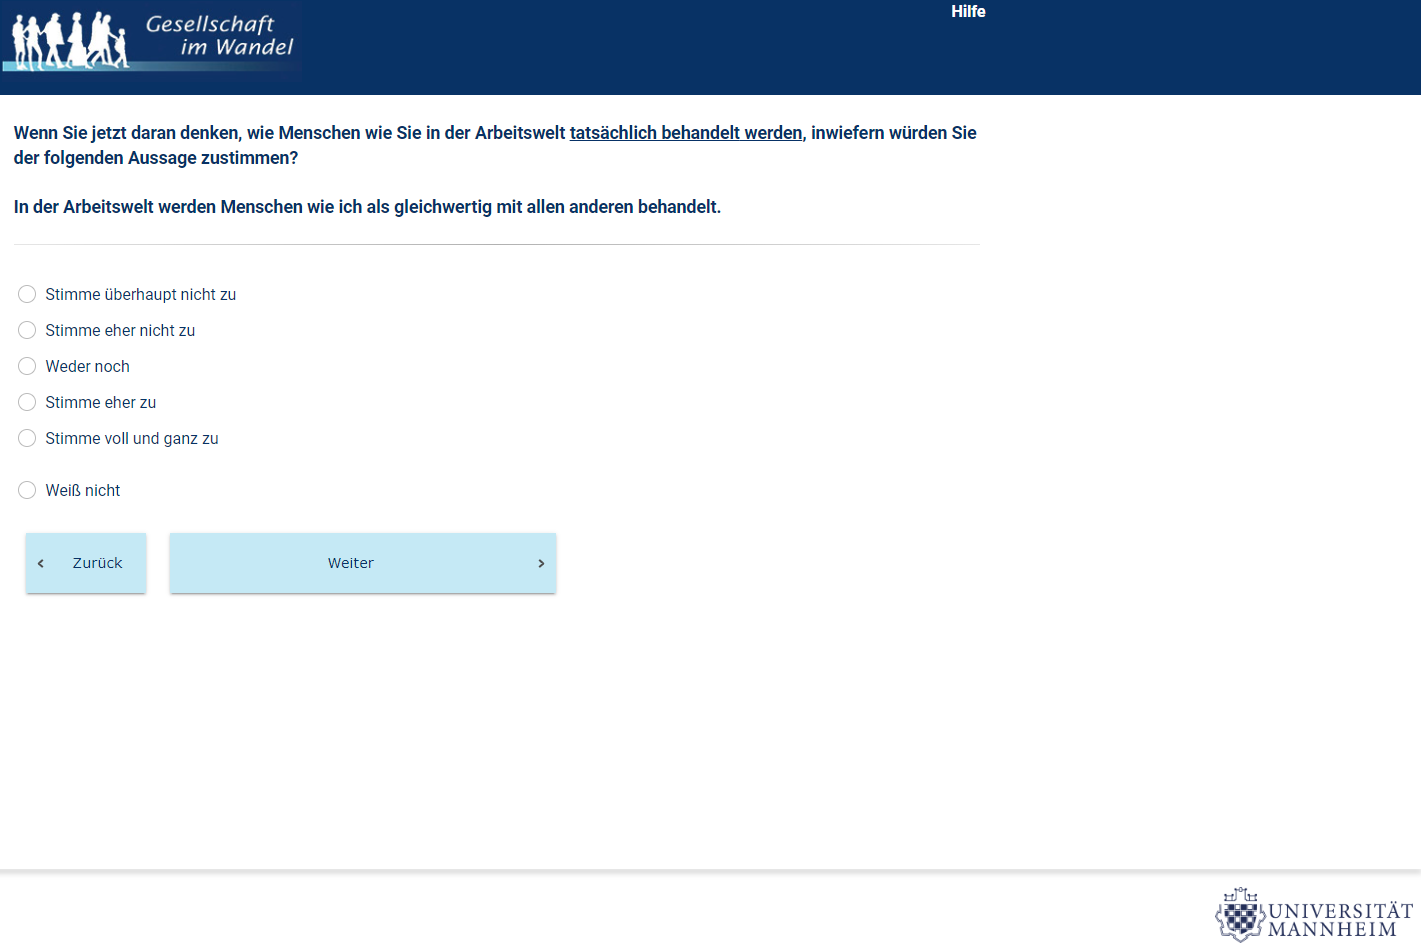 Gesellschaft
im Wandel
Hilfe
Wenn Sie jetzt daran denken, wie Menschen wie Sie in der Arbeitswelt tatsächlich behandelt werden, inwiefern würden Sie
der folgenden Aussage zustimmen?
In der Arbeitswelt werden Menschen wie ich als gleichwertig mit allen anderen behandelt.
Stimme überhaupt nicht zu
Stimme eher nicht zu
Weder noch
Stimme eher zu
Stimme voll und ganz zu
Weiß nicht
Zurück
Weiter
UNIVERSITÄT
MANNHEIM